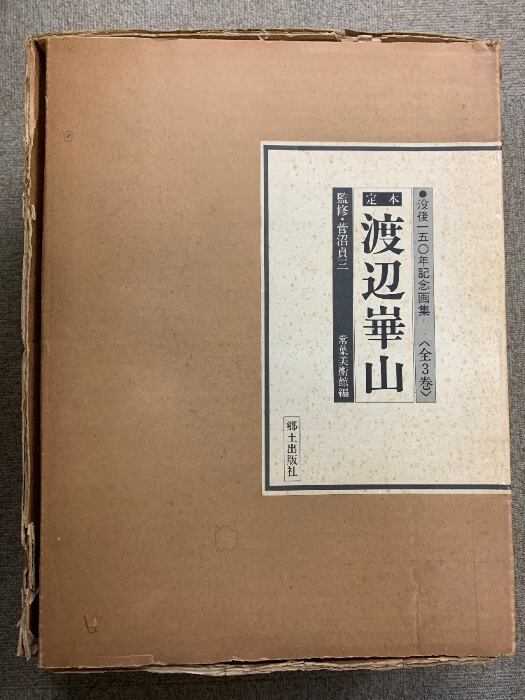 ●没後一五〇年記念画集〈全3巻〉
定本
渡辺崋山
監修・菅沼貞三
常葉美術館編
郷土出版社